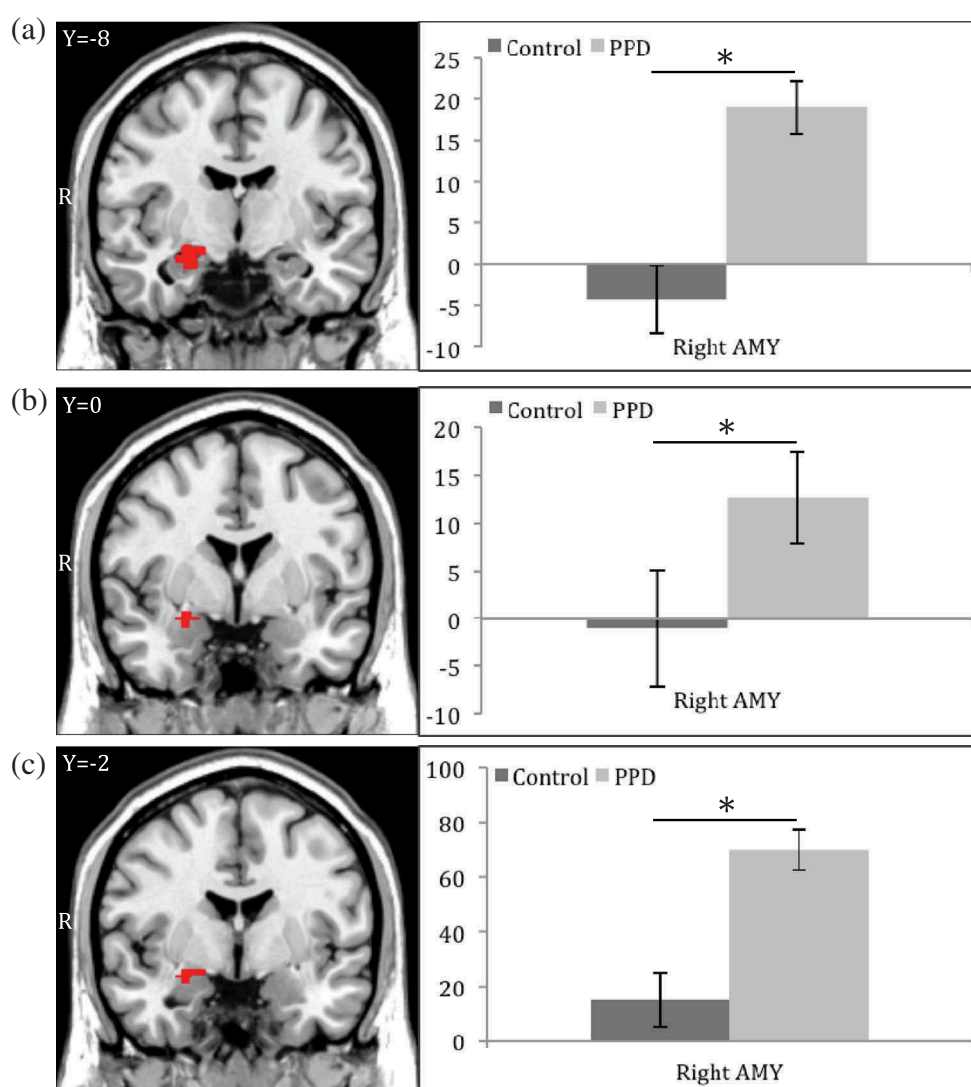 (a)
Y=-8
R
Control PPD
*
25
20
15
10
5
0
-5
-10
Right AMY
(b)
Y=0
R
Control PPD
*
20
15
10
5
0
-5
-10
Right AMY
(c)
Y=-2
R
Control PPD
*
100
80
60
40
20
0
Right AMY